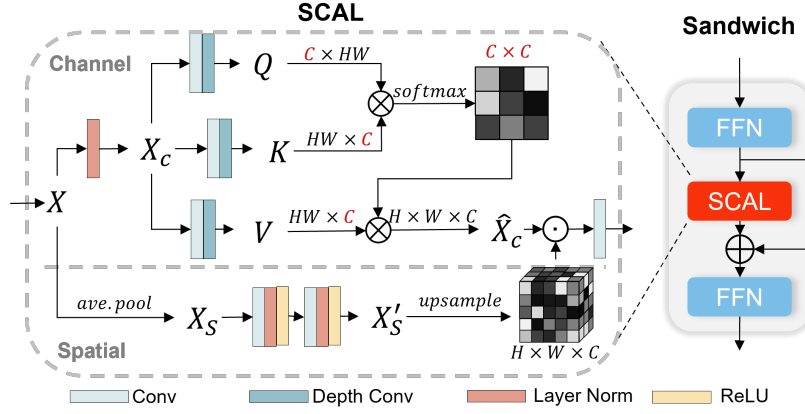 SCAL
Sandwich
Channel
Q
C × HW
C × C
softmax
X
X_c
K
HW × C
V
HW × C
H × W × C
X̂_c
ave.pool
X_S
X'_S
upsample
H × W × C
Spatial
FFN
SCAL
FFN
Conv
Depth Conv
Layer Norm
ReLU